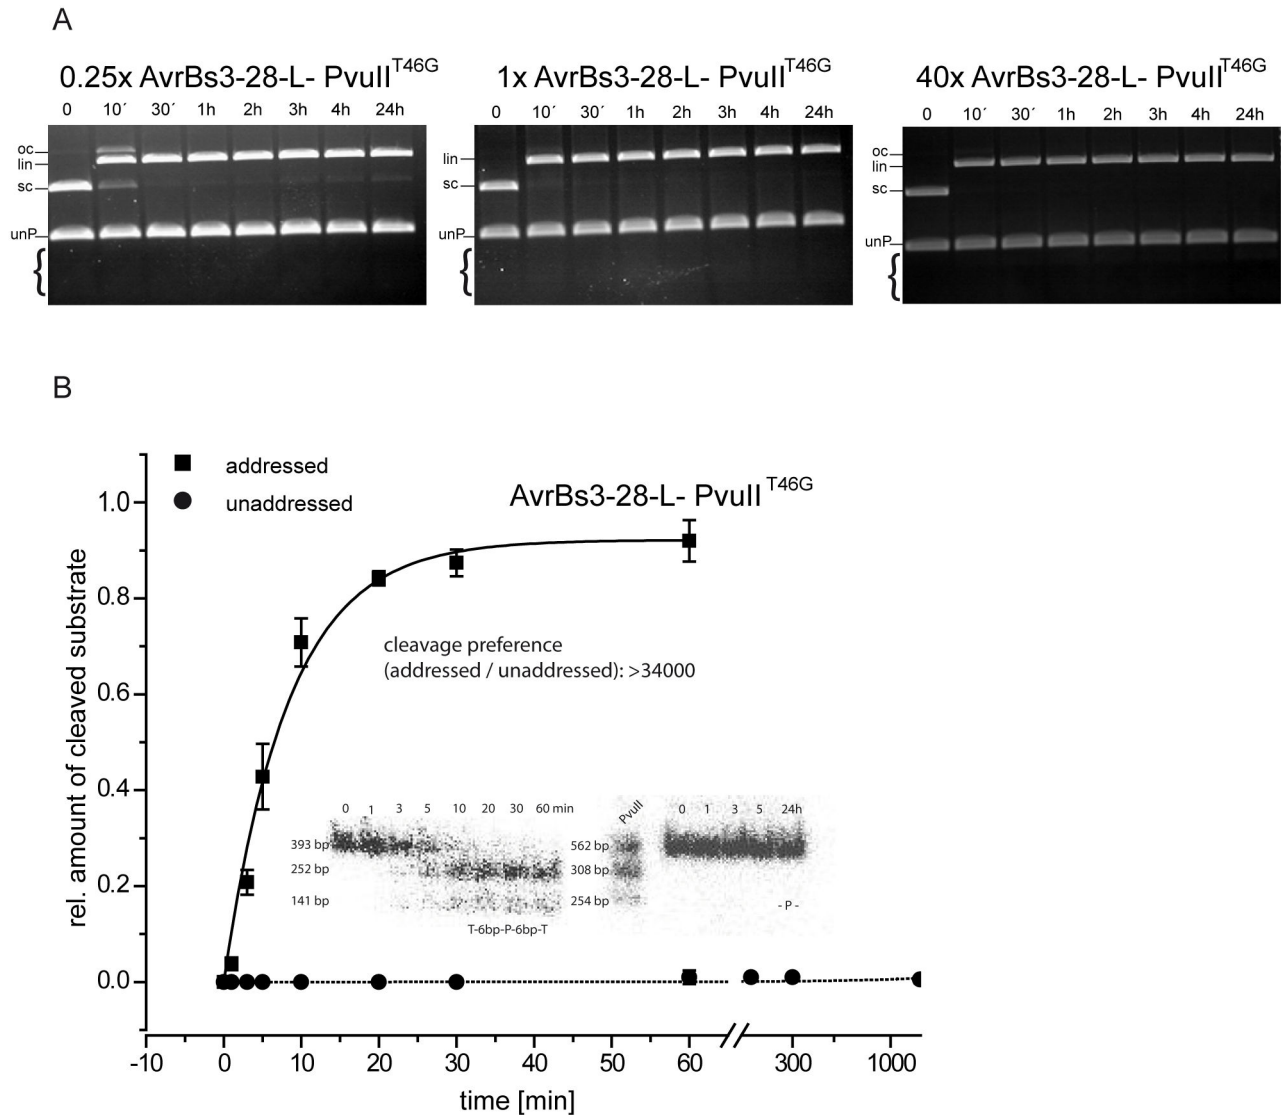 A
0.25x AvrBs3-28-L- PvuII T46G
0 10´ 30´ 1h 2h 3h 4h 24h
oc
lin
sc
unP
{
1x AvrBs3-28-L- PvuII T46G
0 10´ 30´ 1h 2h 3h 4h 24h
lin
sc
unP
{
40x AvrBs3-28-L- PvuII T46G
0 10´ 30´ 1h 2h 3h 4h 24h
oc
lin
sc
unP
{
B
addressed
unaddressed
AvrBs3-28-L- PvuII T46G
cleavage preference
(addressed / unaddressed): >34000
rel. amount of cleaved substrate
1.0
0.8
0.6
0.4
0.2
0.0
0 1 3 5 10 20 30 60 min
393 bp
252 bp
141 bp
T-6bp-P-6bp-T
PvuII
0 1 3 5 24h
562 bp
308 bp
254 bp
- P -
-10 0 10 20 30 40 50 60 300 1000
time [min]